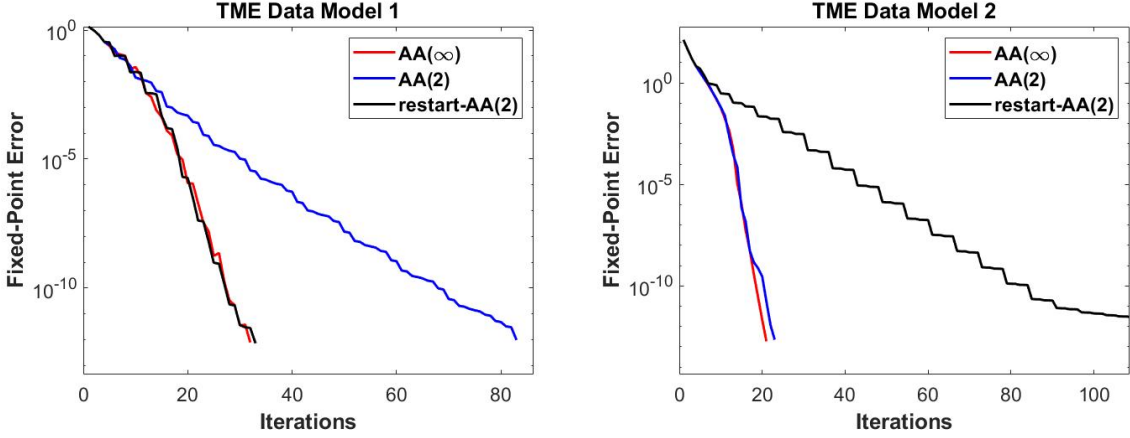 TME Data Model 1
10^0
10^-5
10^-10
Fixed-Point Error
AA(∞)
AA(2)
restart-AA(2)
0 20 40 60 80
Iterations
TME Data Model 2
10^0
10^-5
10^-10
Fixed-Point Error
AA(∞)
AA(2)
restart-AA(2)
0 20 40 60 80 100
Iterations